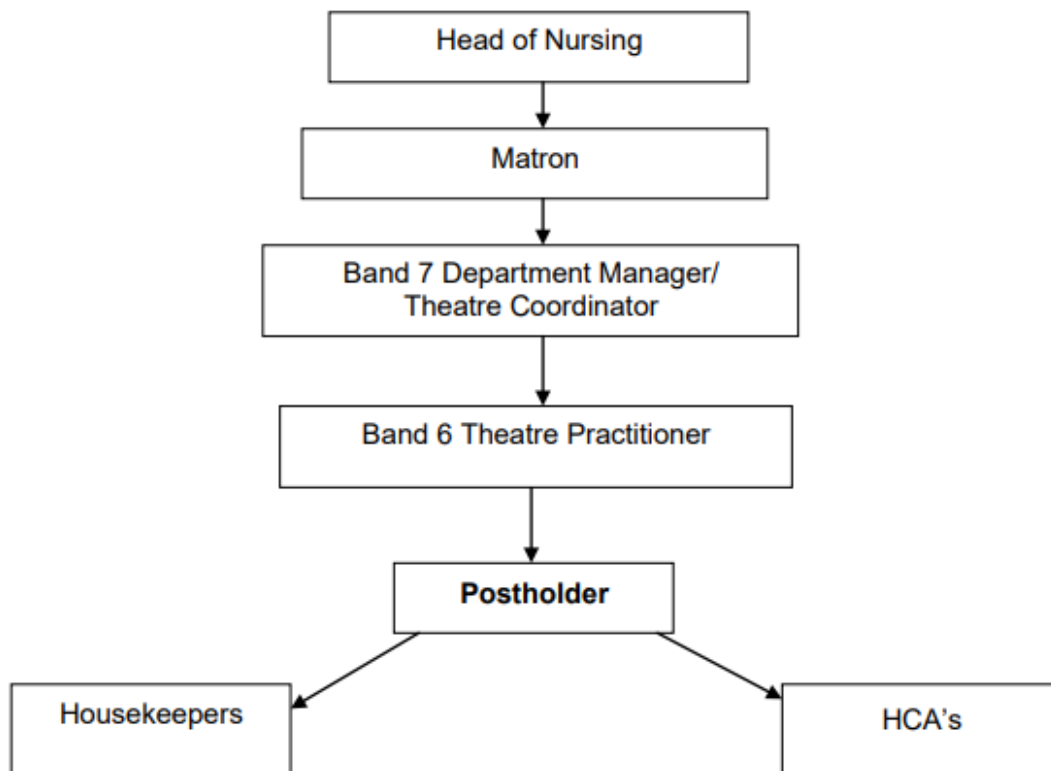 Head of Nursing
Matron
Band 7 Department Manager/
Theatre Coordinator
Band 6 Theatre Practitioner
Postholder
Housekeepers
HCA’s